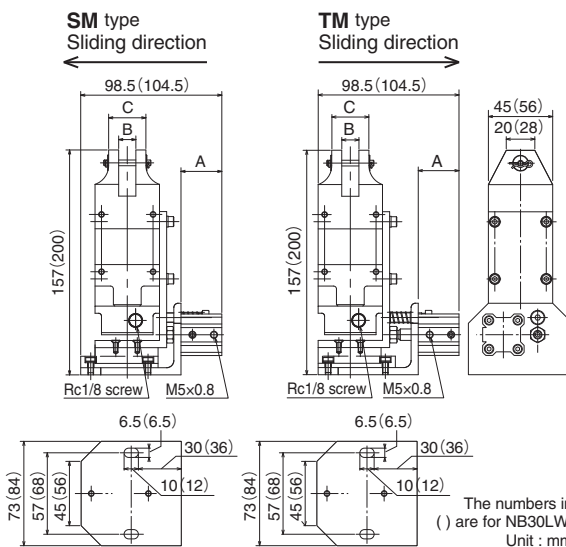 SM type
Sliding direction
98.5(104.5)
C
B
A
157(200)
Rc1/8 screw
M5×0.8
TM type
Sliding direction
98.5(104.5)
C
B
A
157(200)
Rc1/8 screw
M5×0.8
45(56)
20(28)
6.5(6.5)
30(36)
10(12)
73(84)
57(68)
45(56)
6.5(6.5)
30(36)
10(12)
73(84)
57(68)
45(56)
The numbers in
( ) are for NB30LW
Unit : mm